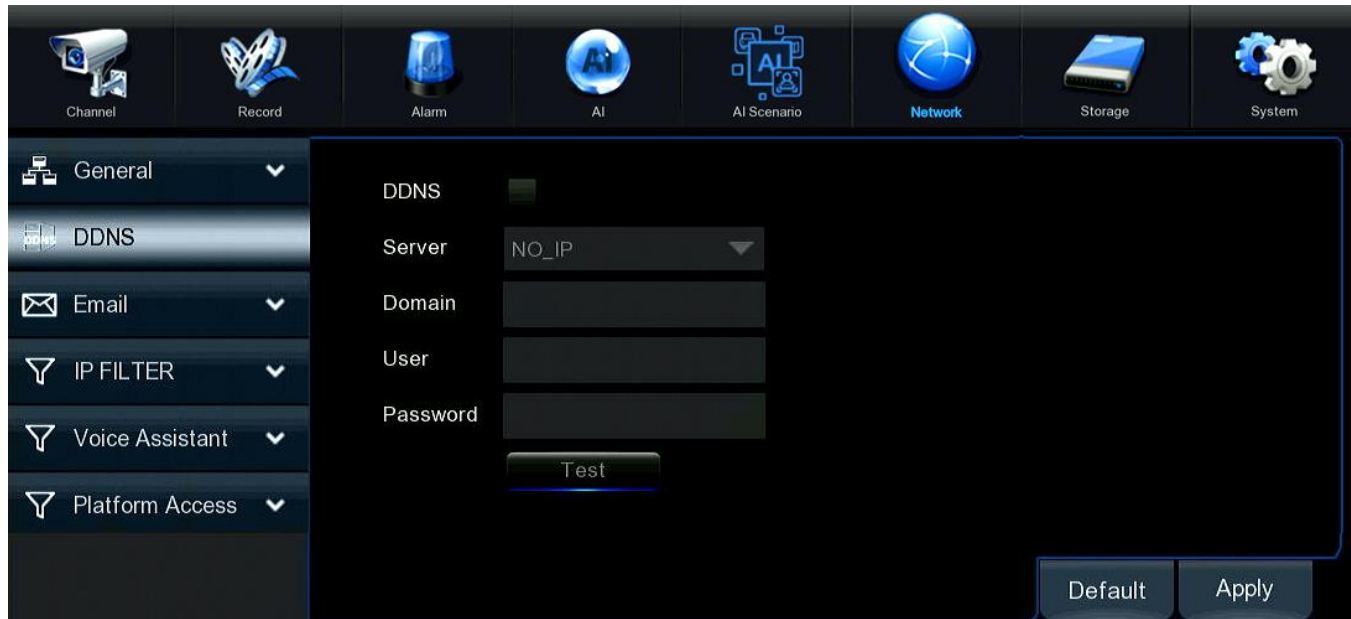 Channel
Record
Alarm
AI
AI Scenario
Network
Storage
System
General
DDNS
Email
IP FILTER
Voice Assistant
Platform Access
DDNS
Server NO_IP
Domain
User
Password
Test
Default Apply